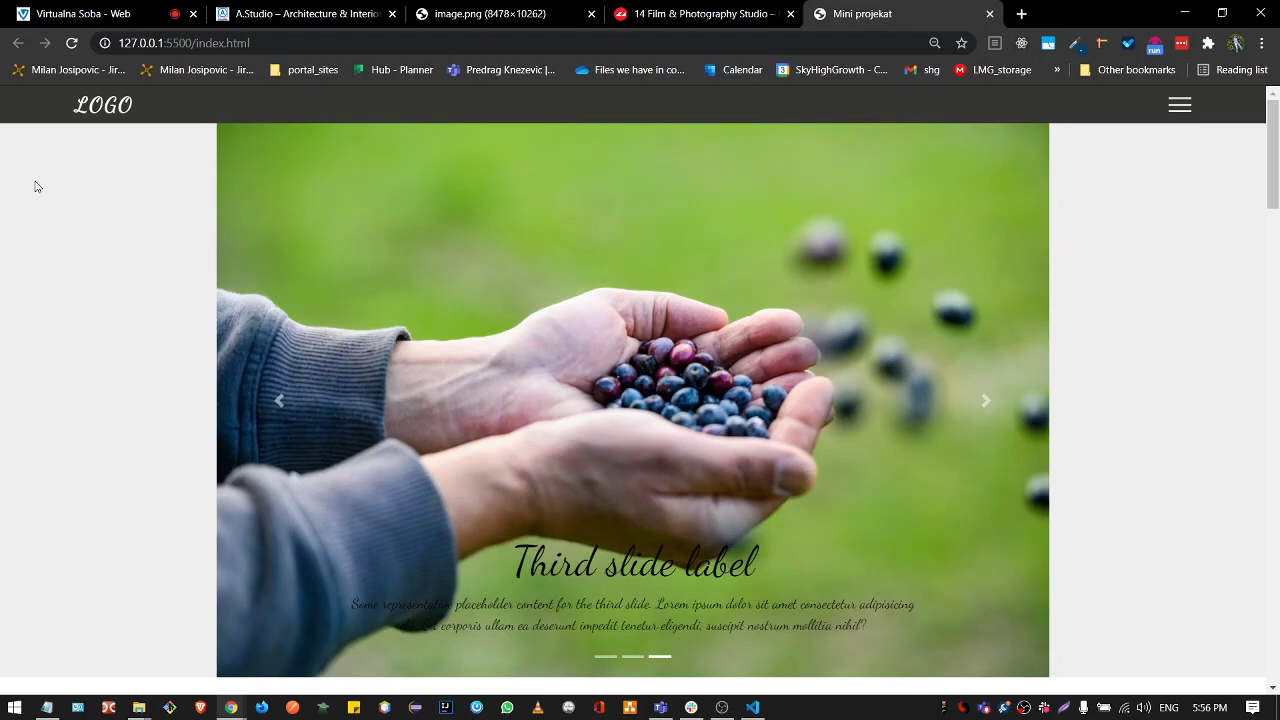 Virtuelna Soba - Web
A.Studio – Architecture & Interio
image.png (8478×10262)
14 Film & Photography Studio –
Mini projekat
127.0.0.1:5500/index.html
run
Milan Josipovic - Jir...
Milan Josipovic - Jir...
portal_sites
Hub - Planner
Predrag Knezevic |...
Files we have in co...
Calendar
SkyHighGrowth - C...
shg
LMG_storage
»
Other bookmarks
Reading list
LOGO
Third slide label
Some representative placeholder content for the third slide. Lorem ipsum dolor sit amet consectetur adipisicing
corporis ullam ea deserunt impedit tenetur eligendi, suscipit nostrum mollitia nihil?
ENG
5:56 PM